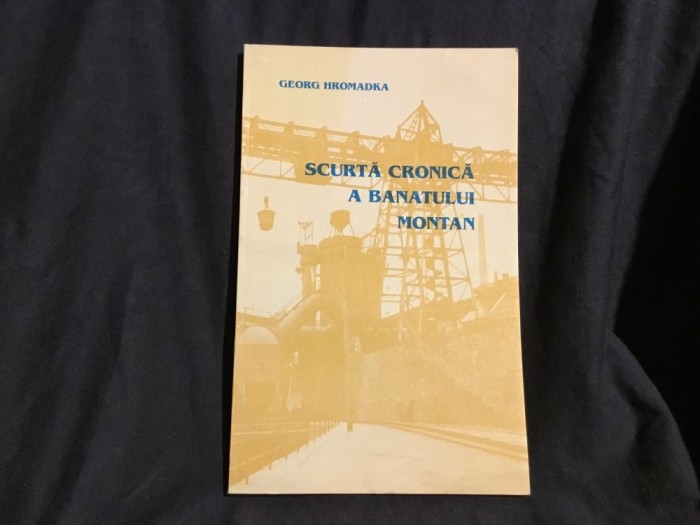 GEORG HROMADKA
SCURTĂ CRONICĂ
A BANATULUI
MONTAN